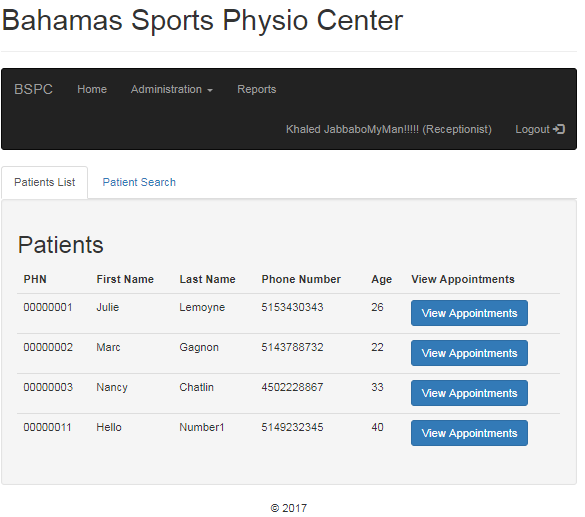 Bahamas Sports Physio Center
BSPC Home Administration Reports
Khaled JabbaboMyMan!!!!! (Receptionist) Logout
Patients List Patient Search
Patients
PHN First Name Last Name Phone Number Age View Appointments
00000001 Julie Lemoyne 5153430343 26 View Appointments
00000002 Marc Gagnon 5143788732 22 View Appointments
00000003 Nancy Chatlin 4502228867 33 View Appointments
00000011 Hello Number1 5149232345 40 View Appointments
© 2017